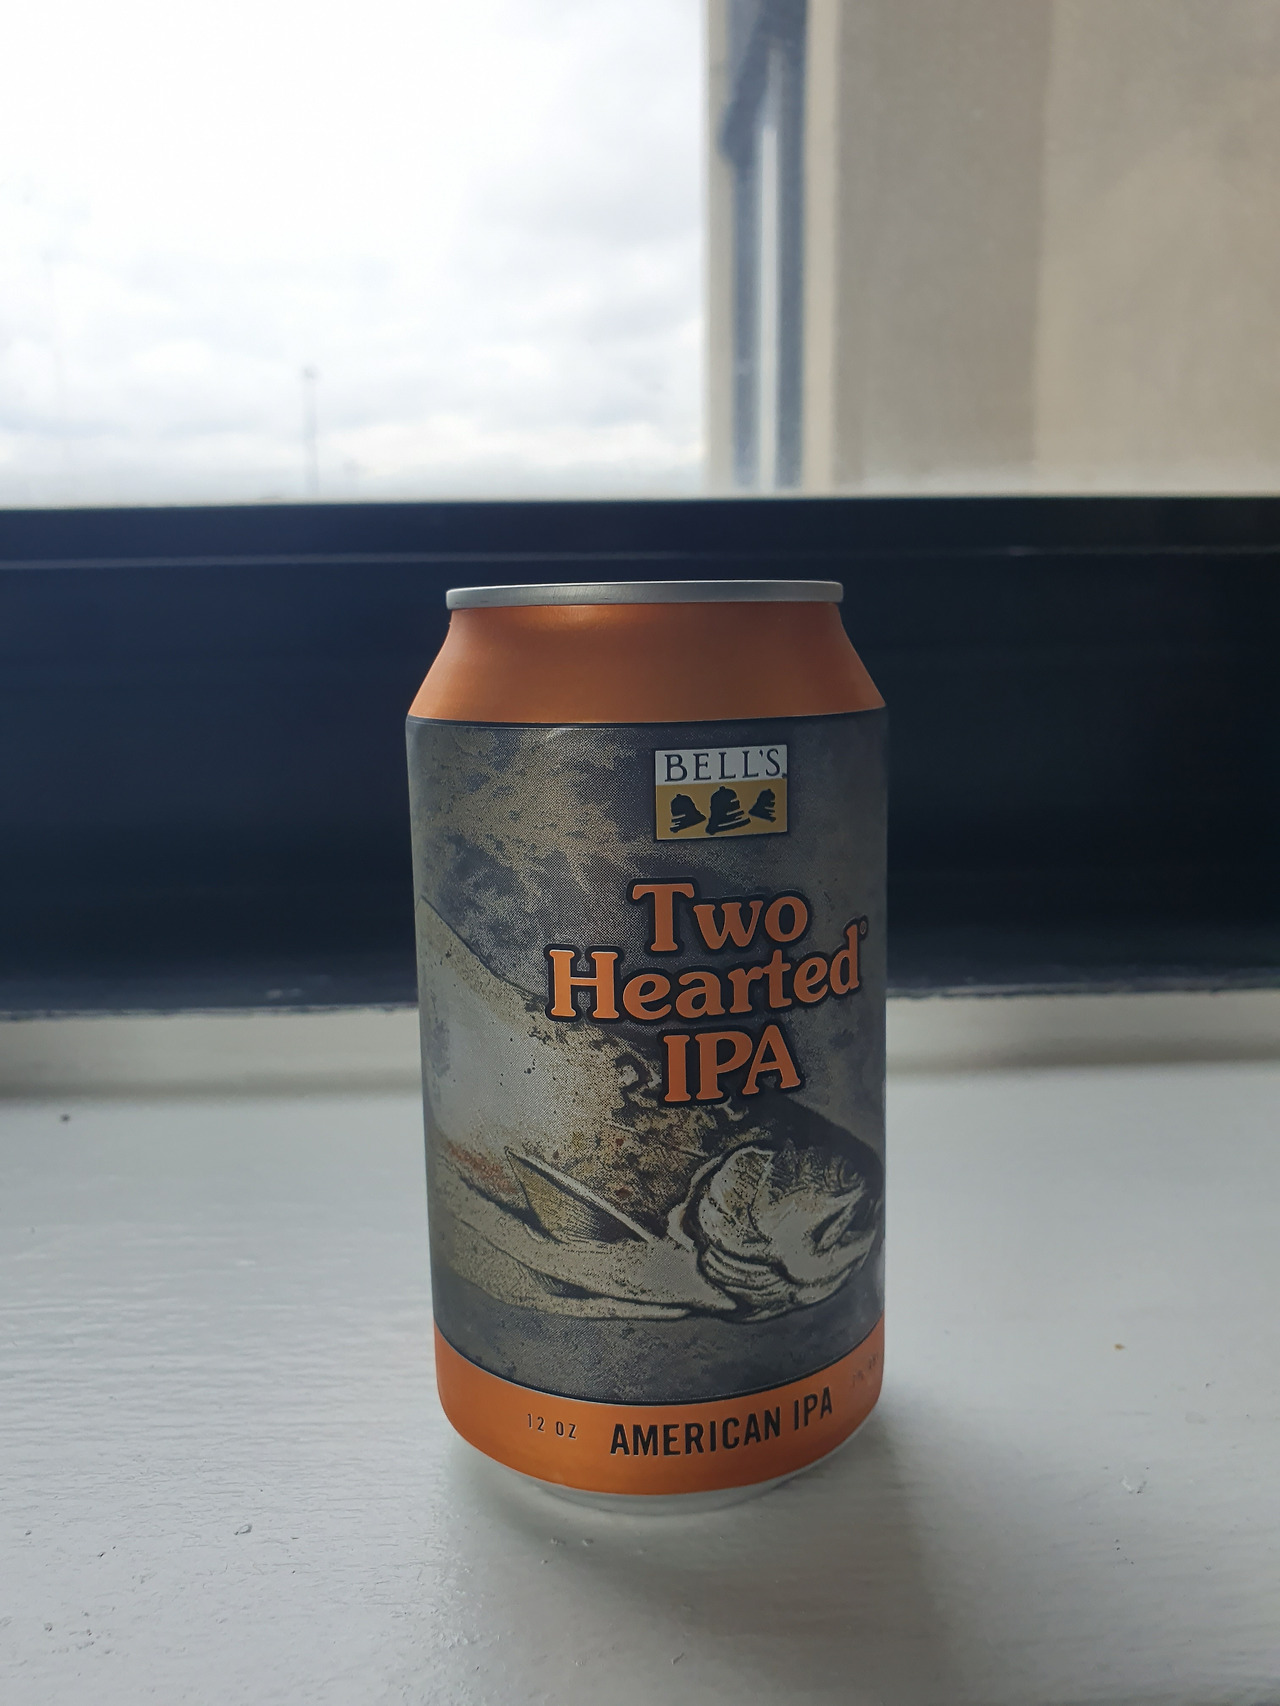 BELL'S
Two
Hearted®
IPA
12 OZ AMERICAN IPA